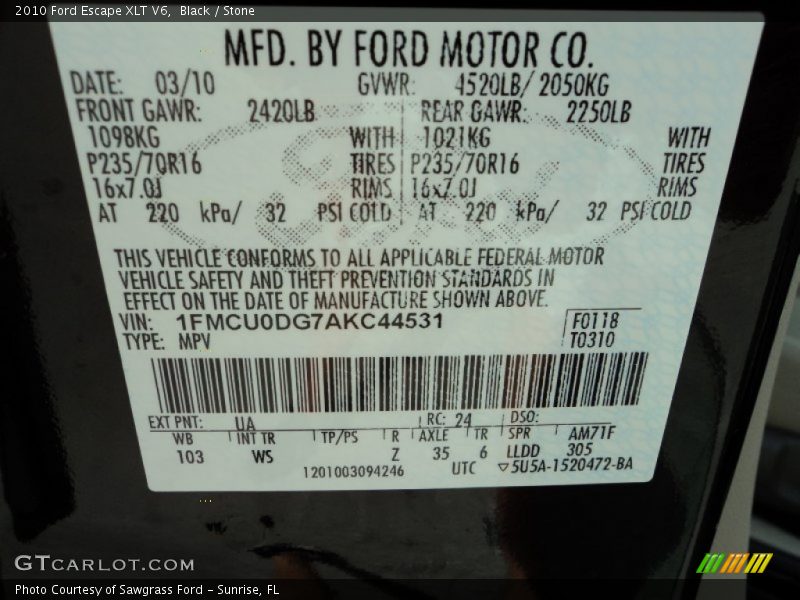 2010 Ford Escape XLT V6,  Black / Stone
MFD. BY FORD MOTOR CO.
DATE: 03/10 GVWR: 4520LB/ 2050KG
FRONT GAWR: 2420LB REAR GAWR: 2250LB
1098KG WITH 1021KG WITH
P235/70R16 TIRES P235/70R16 TIRES
16x7.0J RIMS 16x7.0J RIMS
AT 220 kPa/ 32 PSI COLD AT 220 kPa/ 32 PSI COLD
THIS VEHICLE CONFORMS TO ALL APPLICABLE FEDERAL MOTOR
VEHICLE SAFETY AND THEFT PREVENTION STANDARDS IN
EFFECT ON THE DATE OF MANUFACTURE SHOWN ABOVE.
VIN: 1FMCU0DG7AKC44531 F0118
TYPE: MPV T0310
EXT PNT: UA RC: 24 DSO:
WB INT TR TP/PS R AXLE TR SPR AM71F
103 WS Z 35 6 LLDD 305
1201003094246 UTC ▽5U5A-1520472-BA
GTCARLOT.COM
Photo Courtesy of Sawgrass Ford - Sunrise, FL